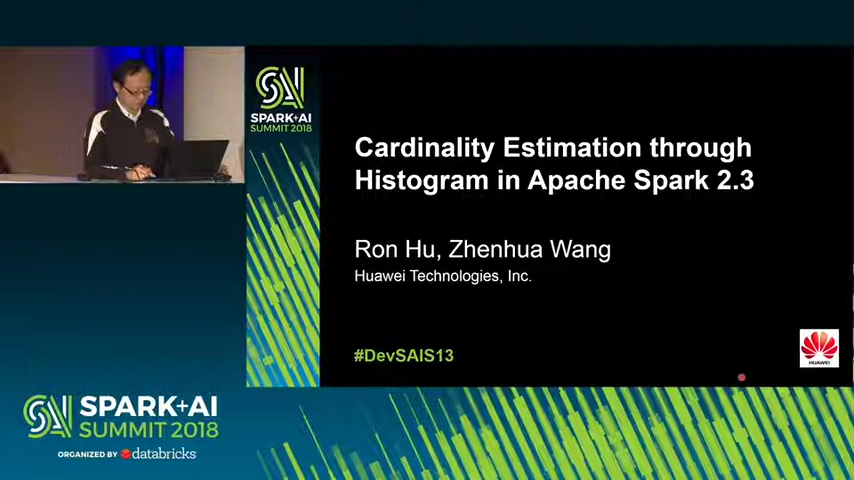 SPARK+AI
SUMMIT 2018
Cardinality Estimation through
Histogram in Apache Spark 2.3
Ron Hu, Zhenhua Wang
Huawei Technologies, Inc.
#DevSAIS13
HUAWEI
SPARK+AI
SUMMIT 2018
ORGANIZED BY databricks